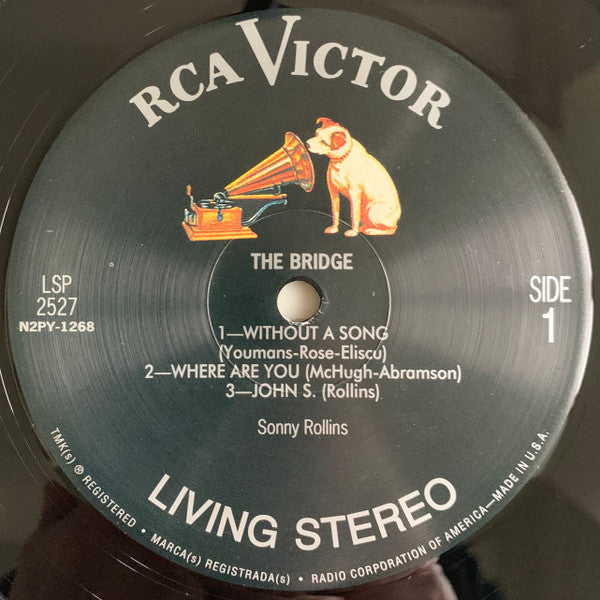 RCA VICTOR
THE BRIDGE
LSP
2527
N2PY-1268
SIDE
1
1—WITHOUT A SONG
(Youmans-Rose-Eliscu)
2—WHERE ARE YOU (McHugh-Abramson)
3—JOHN S. (Rollins)
Sonny Rollins
LIVING STEREO
TMK(s) ® REGISTERED • MARCA(s) REGISTRADA(s) • RADIO CORPORATION OF AMERICA—MADE IN U.S.A.